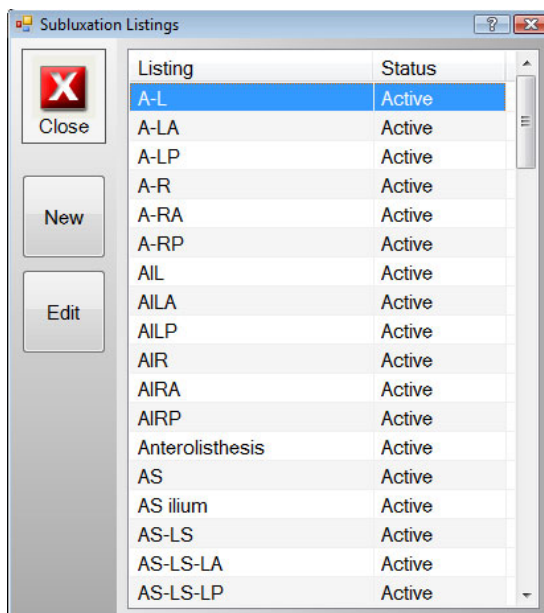 Subluxation Listings
Close
New
Edit
Listing Status
A-L Active
A-LA Active
A-LP Active
A-R Active
A-RA Active
A-RP Active
AIL Active
AILA Active
AILP Active
AIR Active
AIRA Active
AIRP Active
Anterolisthesis Active
AS Active
AS ilium Active
AS-LS Active
AS-LS-LA Active
AS-LS-LP Active